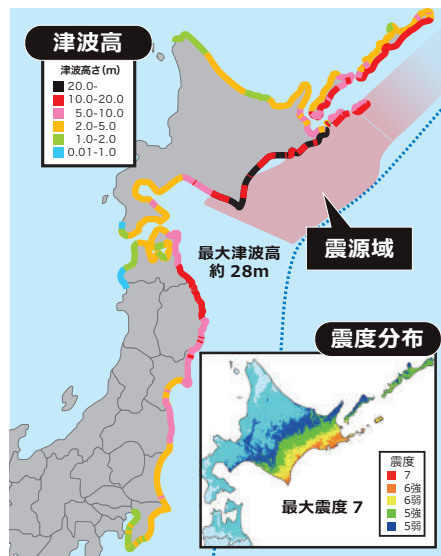 津波高
津波高さ(m)
20.0-
10.0-20.0
5.0-10.0
2.0-5.0
1.0-2.0
0.01-1.0
最大津波高
約 28m
震源域
震度分布
最大震度 7
震度
7
6強
6弱
5強
5弱